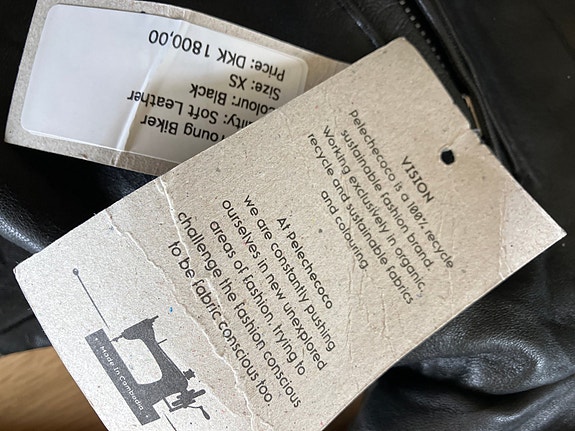 Young Biker
Quality: Soft Leather
Colour: Black
Size: XS
Price: DKK 1800,00
VISION
Pelechecoco is a 100% recycle
sustainable fashion brand.
Working exclusively in organic,
recycle and sustainable fabrics
and colouring.
At Pelechecoco
we are constantly pushing
ourselves in new unexplored
areas of fashion, trying to
challenge the fashion conscious
to be fabric conscious too.
Made In Cambodia